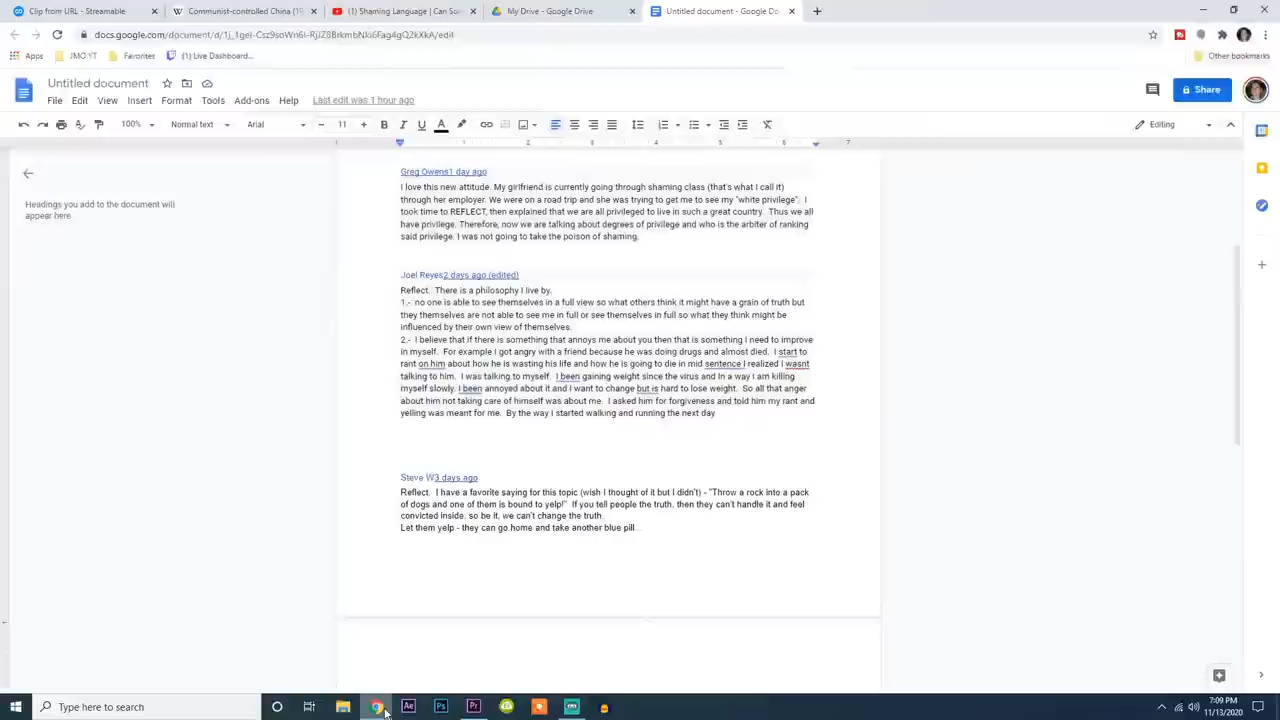 Clip from URL - Streamable
Communist-controlled China (19
(1) Shaming Language | (Can Su
My Drive - Google Drive
Untitled document - Google Do
Apps
JMO YT
Favorites
(1) Live Dashboard...
Other bookmarks
Untitled document
File Edit View Insert Format Tools Add-ons Help Last edit was 1 hour ago
Share
100%
Normal text
Arial
11
Editing
Headings you add to the document will
appear here.
Greg Owens1 day ago
I love this new attitude. My girlfriend is currently going through shaming class (that's what I call it)
through her employer. We were on a road trip and she was trying to get me to see my "white privilege". I
took time to REFLECT, then explained that we are all privileged to live in such a great country. Thus we all
have privilege. Therefore, now we are talking about degrees of privilege and who is the arbiter of ranking
said privilege. I was not going to take the poison of shaming.
Joel Reyes2 days ago (edited)
Reflect. There is a philosophy I live by.
1.- no one is able to see themselves in a full view so what others think it might have a grain of truth but
they themselves are not able to see me in full or see themselves in full so what they think might be
influenced by their own view of themselves.
2.- I believe that if there is something that annoys me about you then that is something I need to improve
in myself. For example I got angry with a friend because he was doing drugs and almost died. I start to
rant on him about how he is wasting his life and how he is going to die in mid sentence I realized I wasnt
talking to him. I was talking to myself. I been gaining weight since the virus and In a way I am killing
myself slowly. I been annoyed about it and I want to change but is hard to lose weight. So all that anger
about him not taking care of himself was about me. I asked him for forgiveness and told him my rant and
yelling was meant for me. By the way I started walking and running the next day
Steve W3 days ago
Reflect. I have a favorite saying for this topic (wish I thought of it but I didn't) - "Throw a rock into a pack
of dogs and one of them is bound to yelp!" If you tell people the truth, then they can't handle it and feel
convicted inside, so be it, we can't change the truth.
Let them yelp - they can go home and take another blue pill...
Type here to search
Ae
Ps
Pr
7:09 PM
11/13/2020